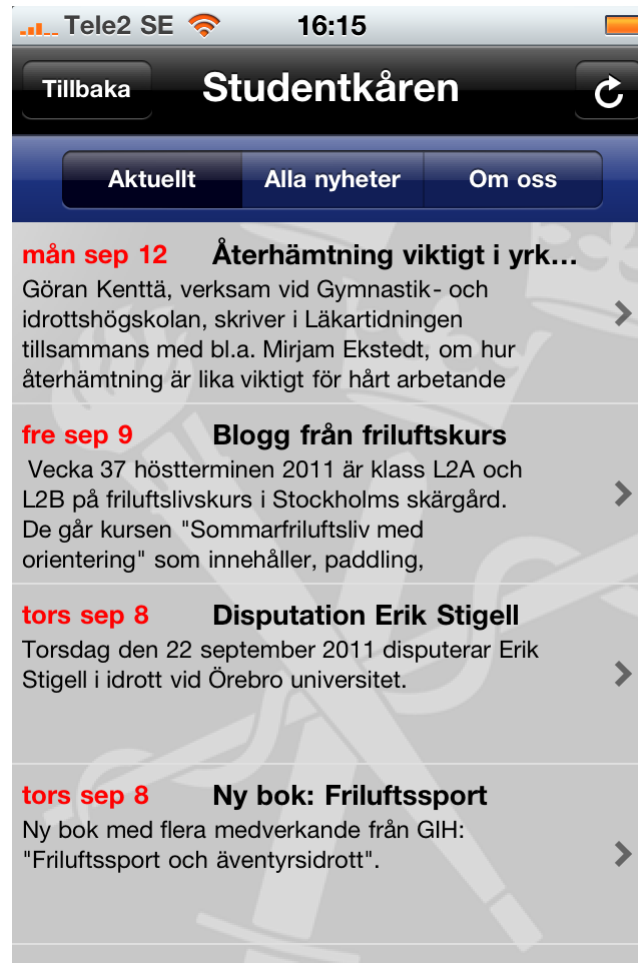 Tele2 SE 16:15
Tillbaka Studentkåren
Aktuellt Alla nyheter Om oss
mån sep 12 Återhämtning viktigt i yrk...
Göran Kenttä, verksam vid Gymnastik- och
idrottshögskolan, skriver i Läkartidningen
tillsammans med bl.a. Mirjam Ekstedt, om hur
återhämtning är lika viktigt för hårt arbetande
fre sep 9 Blogg från friluftskurs
Vecka 37 höstterminen 2011 är klass L2A och
L2B på friluftslivskurs i Stockholms skärgård.
De går kursen "Sommarfriluftsliv med
orientering" som innehåller, paddling,
tors sep 8 Disputation Erik Stigell
Torsdag den 22 september 2011 disputerar Erik
Stigell i idrott vid Örebro universitet.
tors sep 8 Ny bok: Friluftssport
Ny bok med flera medverkande från GIH:
"Friluftssport och äventyrsidrott".